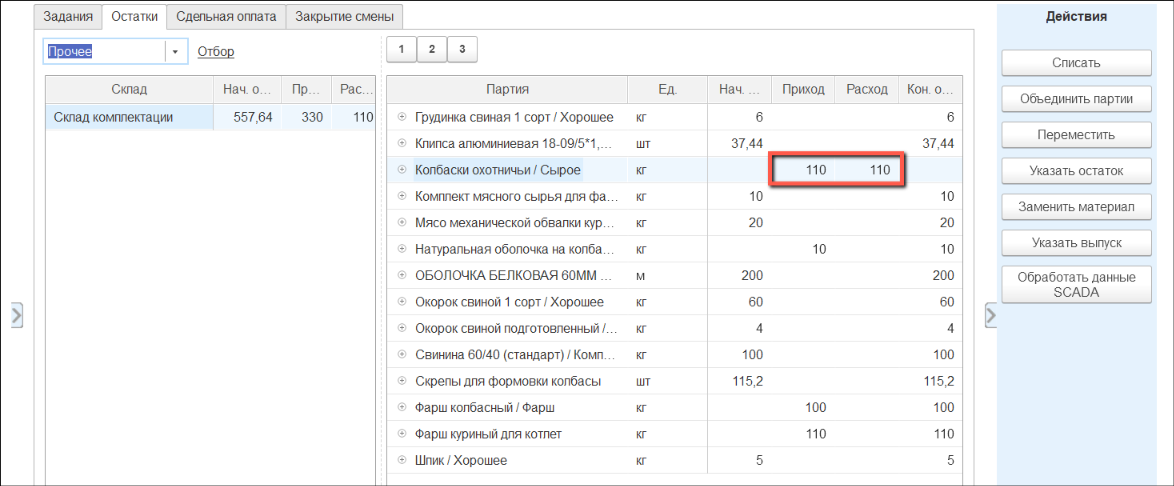 Задания Остатки Сдельная оплата Закрытие смены
Прочее Отбор
Склад Нач. о... Пр... Рас...
Склад комплектации 557,64 330 110
1 2 3
Партия Ед. Нач. ... Приход Расход Кон. о...
Грудинка свиная 1 сорт / Хорошее кг 6 6
Клипса алюминиевая 18-09/5*1,... шт 37,44 37,44
Колбаски охотничьи / Сырое кг 110 110
Комплект мясного сырья для фа... кг 10 10
Мясо механической обвалки кур... кг 20 20
Натуральная оболочка на колба... кг 10 10
ОБОЛОЧКА БЕЛКОВАЯ 60ММ ... м 200 200
Окорок свиной 1 сорт / Хорошее кг 60 60
Окорок свиной подготовленный /... кг 4 4
Свинина 60/40 (стандарт) / Комп... кг 100 100
Скрепы для формовки колбасы шт 115,2 115,2
Фарш колбасный / Фарш кг 100 100
Фарш куриный для котлет кг 110 110
Шпик / Хорошее кг 5 5
Действия
Списать
Объединить партии
Переместить
Указать остаток
Заменить материал
Указать выпуск
Обработать данные
SCADA